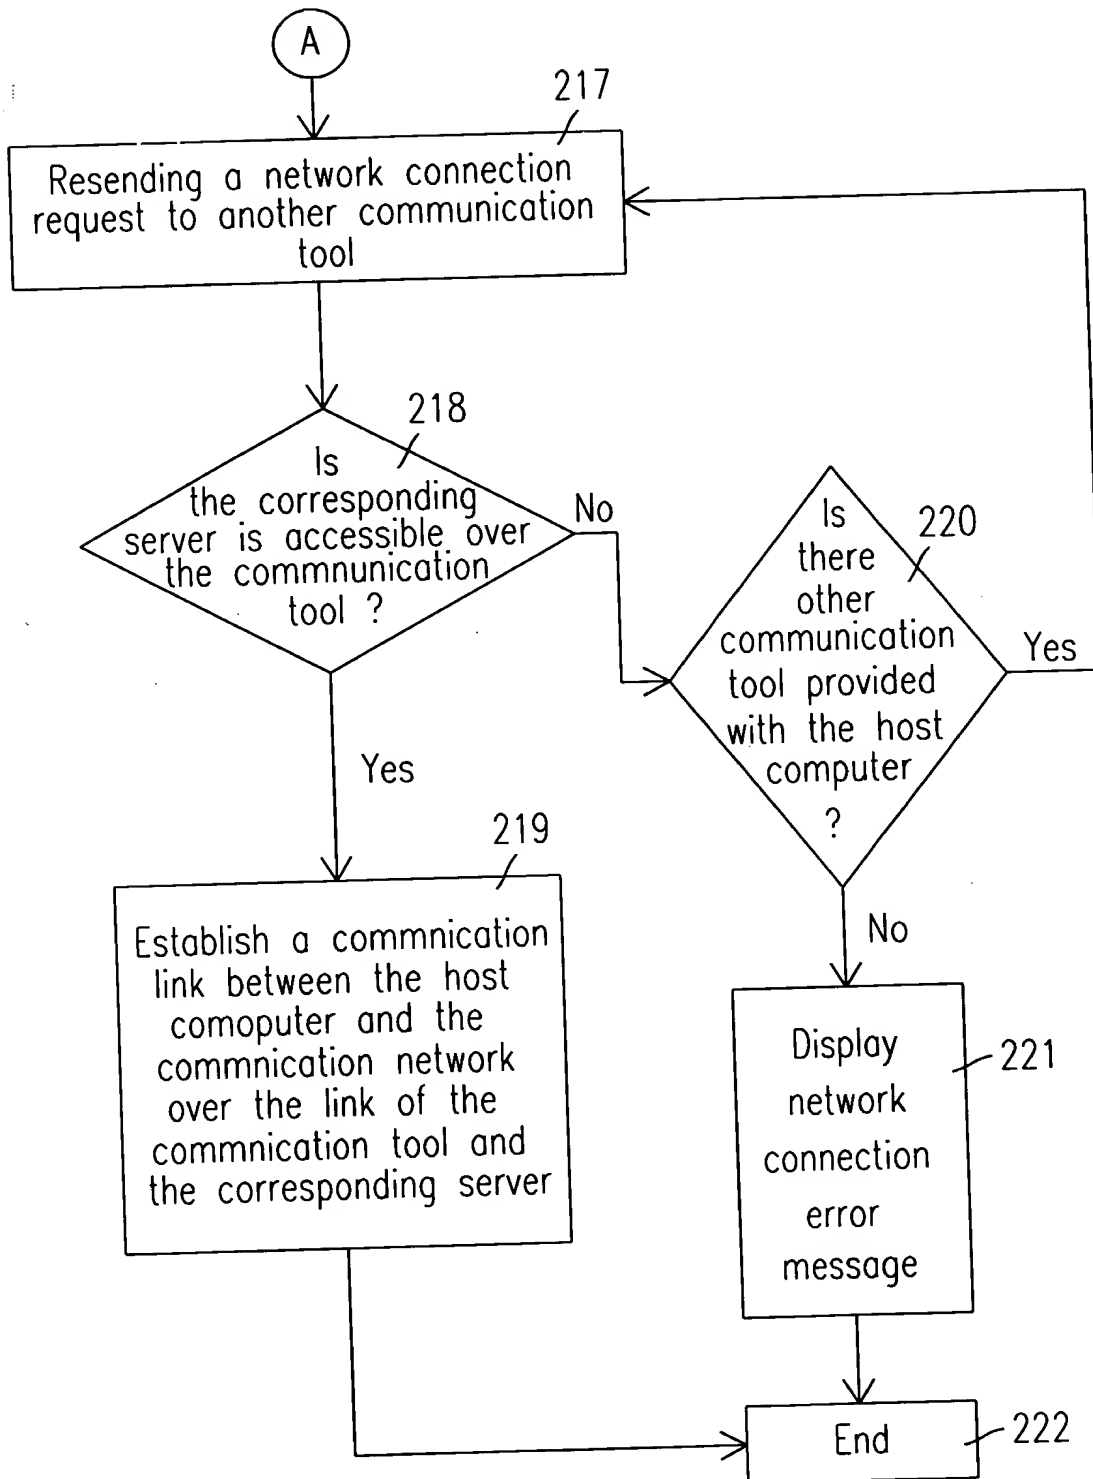 A
217
Resending a network connection
request to another communication
tool
218
Is
the corresponding
server is accessible over
the commnunication
tool ?
No
220
Is
there
other
communication
tool provided
with the host
computer
?
Yes
Yes
219
Establish a commnication
link between the host
comoputer and the
commnication network
over the link of the
commnication tool and
the corresponding server
No
Display
network
connection
error
message
221
End
222